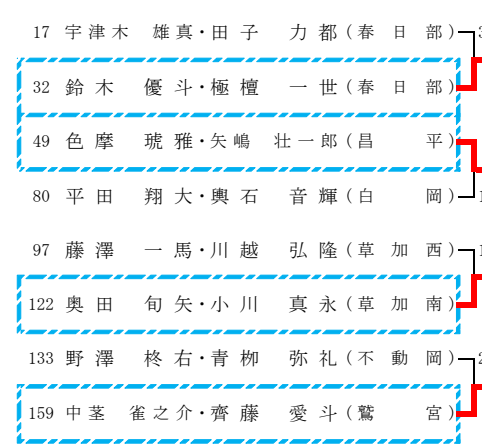 17 宇津木 雄真・田子 力都(春日部)
32 鈴木 優斗・極檀 一世(春日部)
49 色摩 琥雅・矢嶋 壮一郎(昌平)
80 平田 翔大・輿石 音輝(白岡)
97 藤澤 一馬・川越 弘隆(草加西)
122 奥田 旬矢・小川 真永(草加南)
133 野澤 柊右・青柳 弥礼(不動岡)
159 中茎 雀之介・齊藤 愛斗(鷲宮)